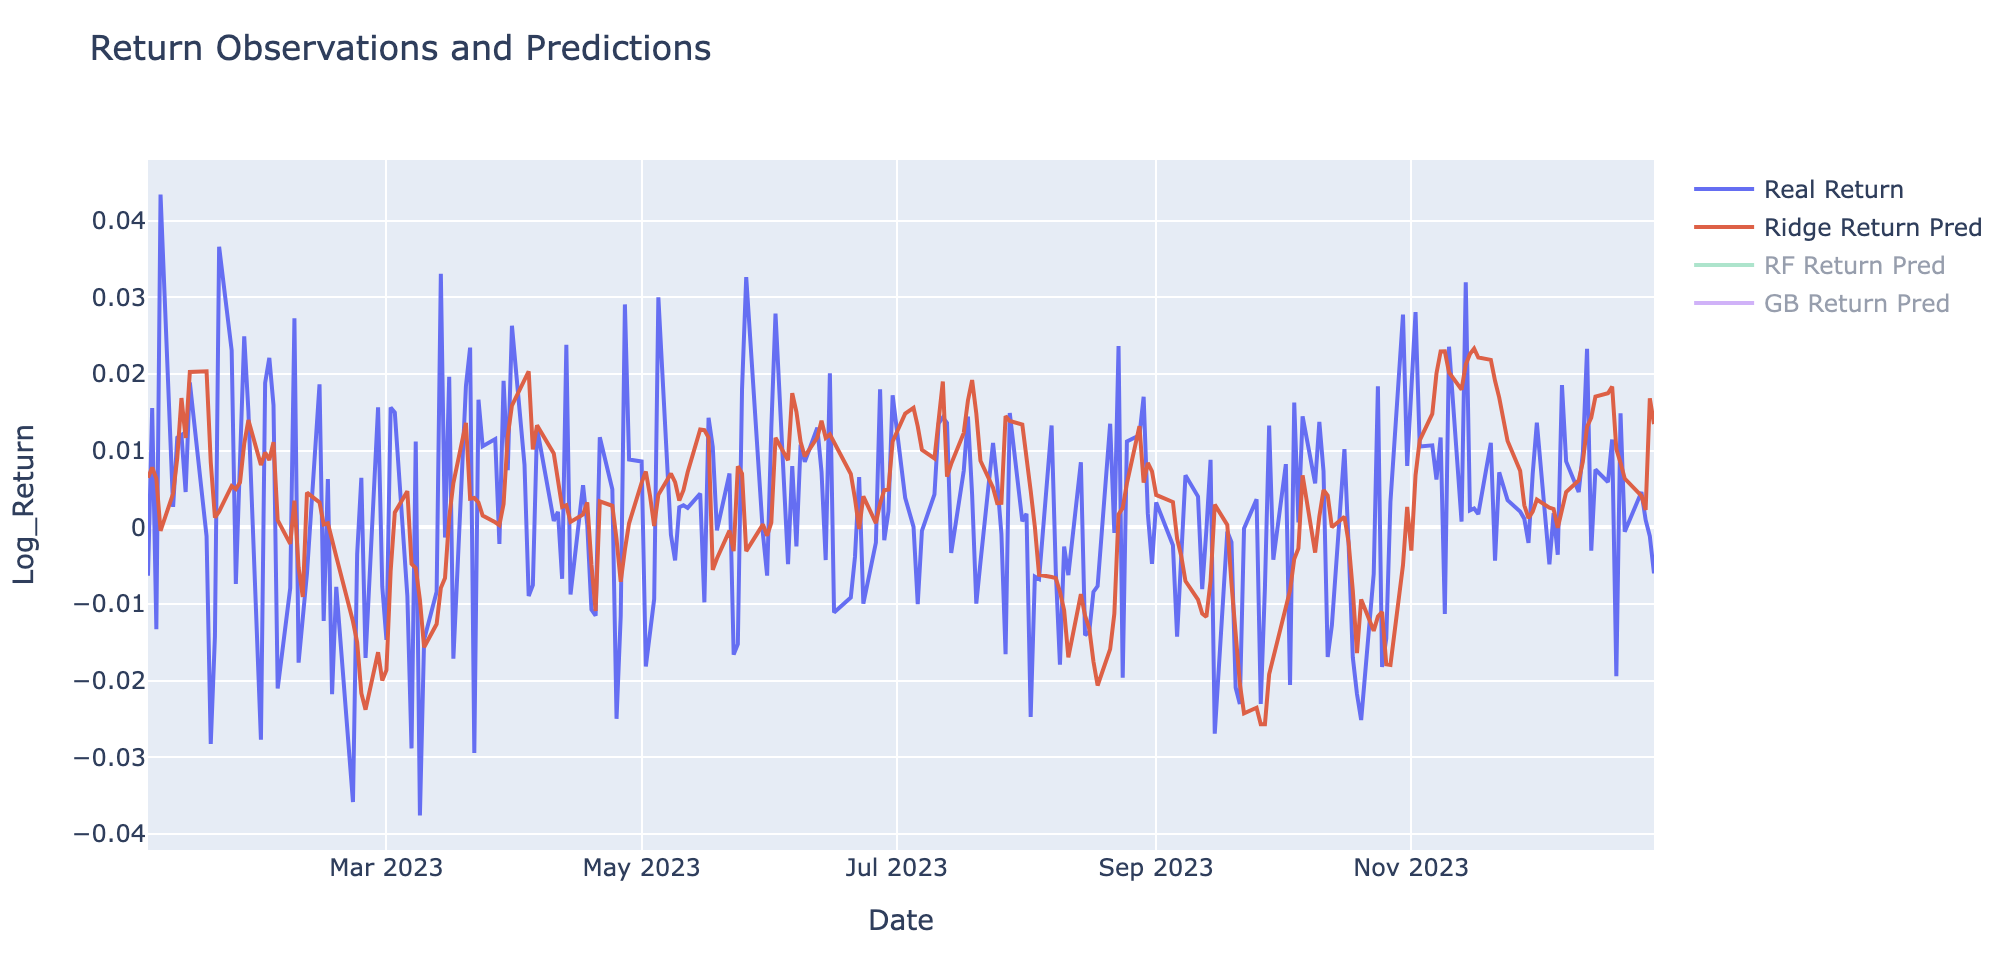 Return Observations and Predictions
Real Return
Ridge Return Pred
RF Return Pred
GB Return Pred
Log_Return
0.04
0.03
0.02
0.01
0
−0.01
−0.02
−0.03
−0.04
Mar 2023
May 2023
Jul 2023
Sep 2023
Nov 2023
Date